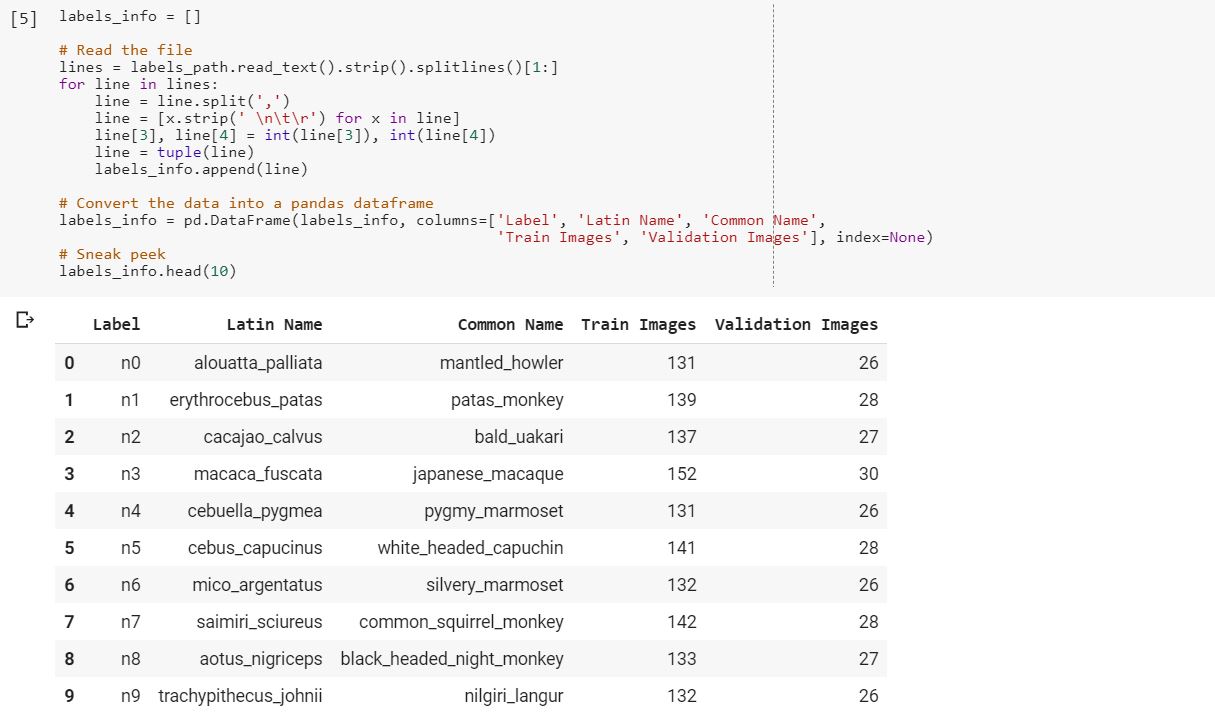 [5] labels_info = []
# Read the file
lines = labels_path.read_text().strip().splitlines()[1:]
for line in lines:
    line = line.split(',')
    line = [x.strip(' \n\t\r') for x in line]
    line[3], line[4] = int(line[3]), int(line[4])
    line = tuple(line)
    labels_info.append(line)
# Convert the data into a pandas dataframe
labels_info = pd.DataFrame(labels_info, columns=['Label', 'Latin Name', 'Common Name',
                                                 'Train Images', 'Validation Images'], index=None)
# Sneak peek
labels_info.head(10)
Label Latin Name Common Name Train Images Validation Images
0 n0 alouatta_palliata mantled_howler 131 26
1 n1 erythrocebus_patas patas_monkey 139 28
2 n2 cacajao_calvus bald_uakari 137 27
3 n3 macaca_fuscata japanese_macaque 152 30
4 n4 cebuella_pygmea pygmy_marmoset 131 26
5 n5 cebus_capucinus white_headed_capuchin 141 28
6 n6 mico_argentatus silvery_marmoset 132 26
7 n7 saimiri_sciureus common_squirrel_monkey 142 28
8 n8 aotus_nigriceps black_headed_night_monkey 133 27
9 n9 trachypithecus_johnii nilgiri_langur 132 26